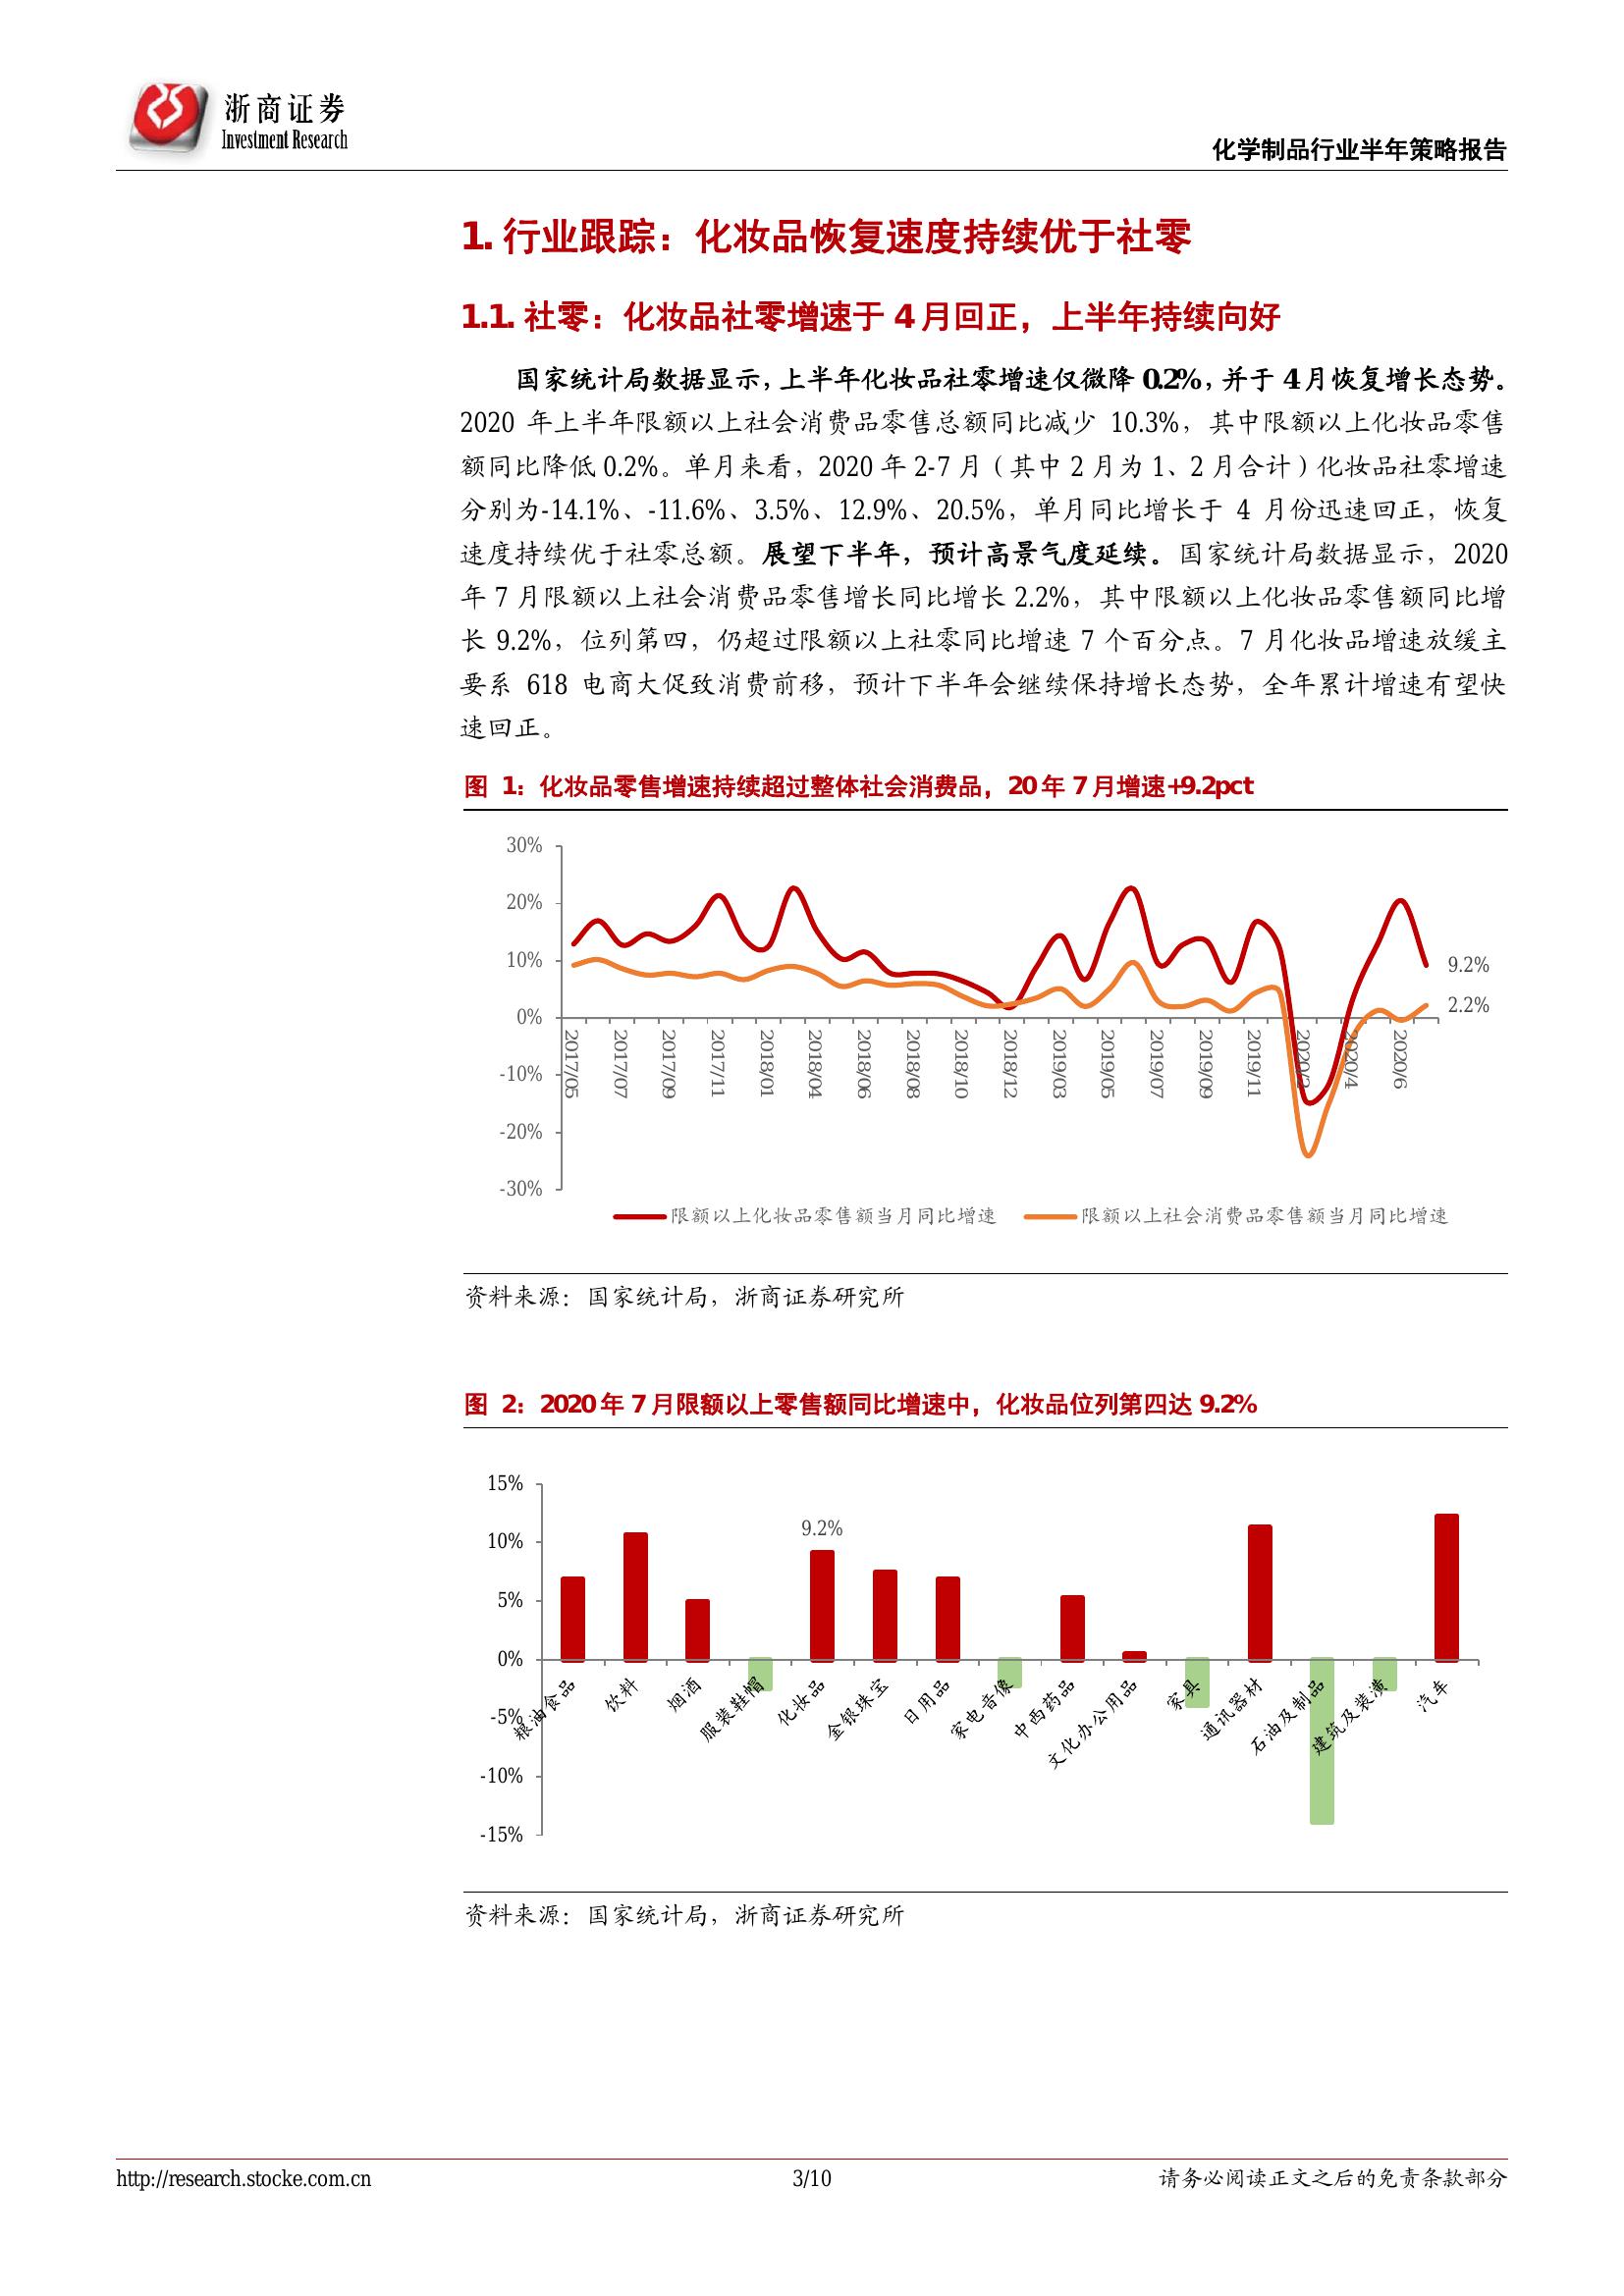 浙商证券
Investment Research
化学制品行业半年策略报告
1. 行业跟踪：化妆品恢复速度持续优于社零
1.1. 社零：化妆品社零增速于 4 月回正，上半年持续向好
国家统计局数据显示，上半年化妆品社零增速仅微降 0.2%，并于 4 月恢复增长态势。
2020 年上半年限额以上社会消费品零售总额同比减少 10.3%，其中限额以上化妆品零售
额同比降低 0.2%。单月来看，2020 年 2-7 月（其中 2 月为 1、2 月合计）化妆品社零增速
分别为-14.1%、-11.6%、3.5%、12.9%、20.5%，单月同比增长于 4 月份迅速回正，恢复
速度持续优于社零总额。展望下半年，预计高景气度延续。国家统计局数据显示，2020
年 7 月限额以上社会消费品零售增长同比增长 2.2%，其中限额以上化妆品零售额同比增
长 9.2%，位列第四，仍超过限额以上社零同比增速 7 个百分点。7 月化妆品增速放缓主
要系 618 电商大促致消费前移，预计下半年会继续保持增长态势，全年累计增速有望快
速回正。
图 1：化妆品零售增速持续超过整体社会消费品，20 年 7 月增速+9.2pct
30%
20%
10%
0%
-10%
-20%
-30%
9.2%
2.2%
2017/05
2017/07
2017/09
2017/11
2018/01
2018/04
2018/06
2018/08
2018/10
2018/12
2019/03
2019/05
2019/07
2019/09
2019/11
2020/2
2020/4
2020/6
限额以上化妆品零售额当月同比增速
限额以上社会消费品零售额当月同比增速
资料来源：国家统计局，浙商证券研究所
图 2：2020 年 7 月限额以上零售额同比增速中，化妆品位列第四达 9.2%
15%
10%
5%
0%
-5%
-10%
-15%
9.2%
粮油食品
饮料
烟酒
服装鞋帽
化妆品
金银珠宝
日用品
家电音像
中西药品
文化办公用品
家具
通讯器材
石油及制品
建筑及装潢
汽车
资料来源：国家统计局，浙商证券研究所
http://research.stocke.com.cn
3/10
请务必阅读正文之后的免责条款部分